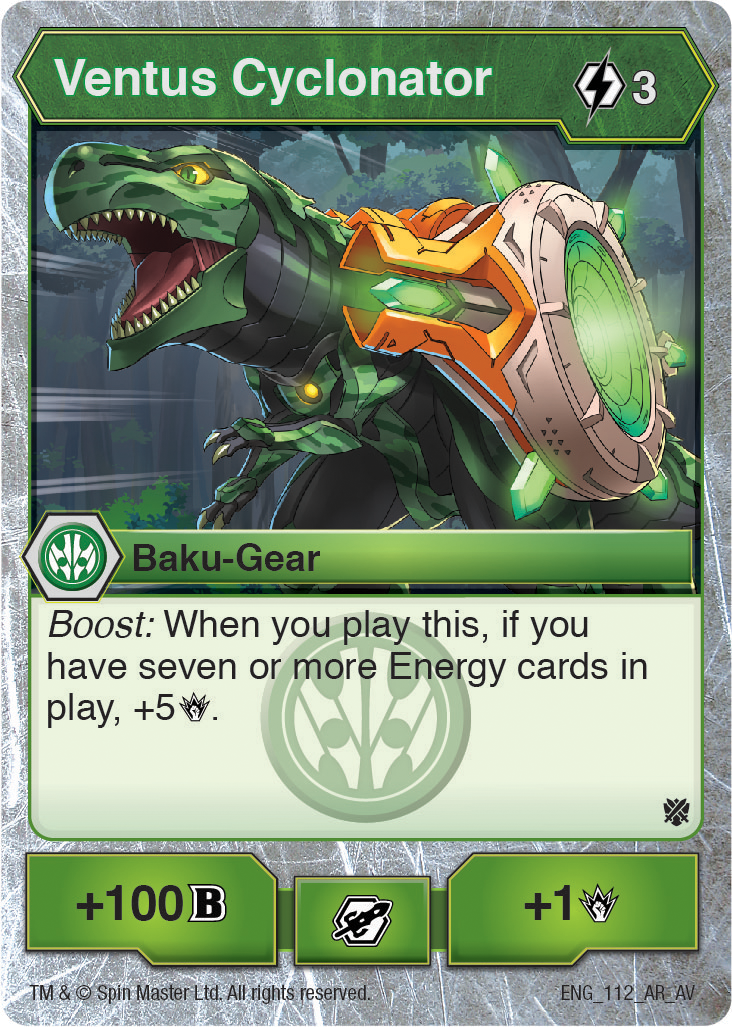 Ventus Cyclonator
3
Baku-Gear
Boost: When you play this, if you
have seven or more Energy cards in
play, +5.
+100 B
+1
TM & © Spin Master Ltd. All rights reserved.
ENG_112_AR_AV